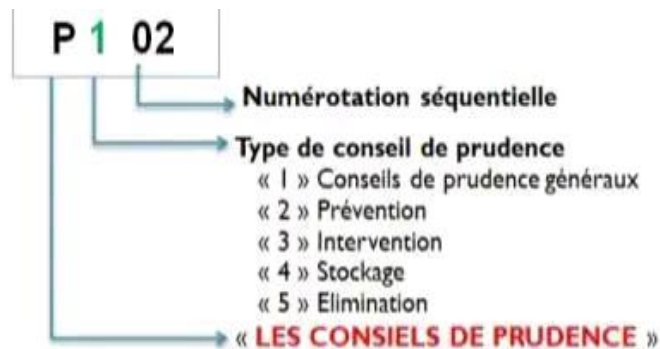 P 1 02
Numérotation séquentielle
Type de conseil de prudence
« 1 » Conseils de prudence généraux
« 2 » Prévention
« 3 » Intervention
« 4 » Stockage
« 5 » Elimination
« LES CONSIELS DE PRUDENCE »